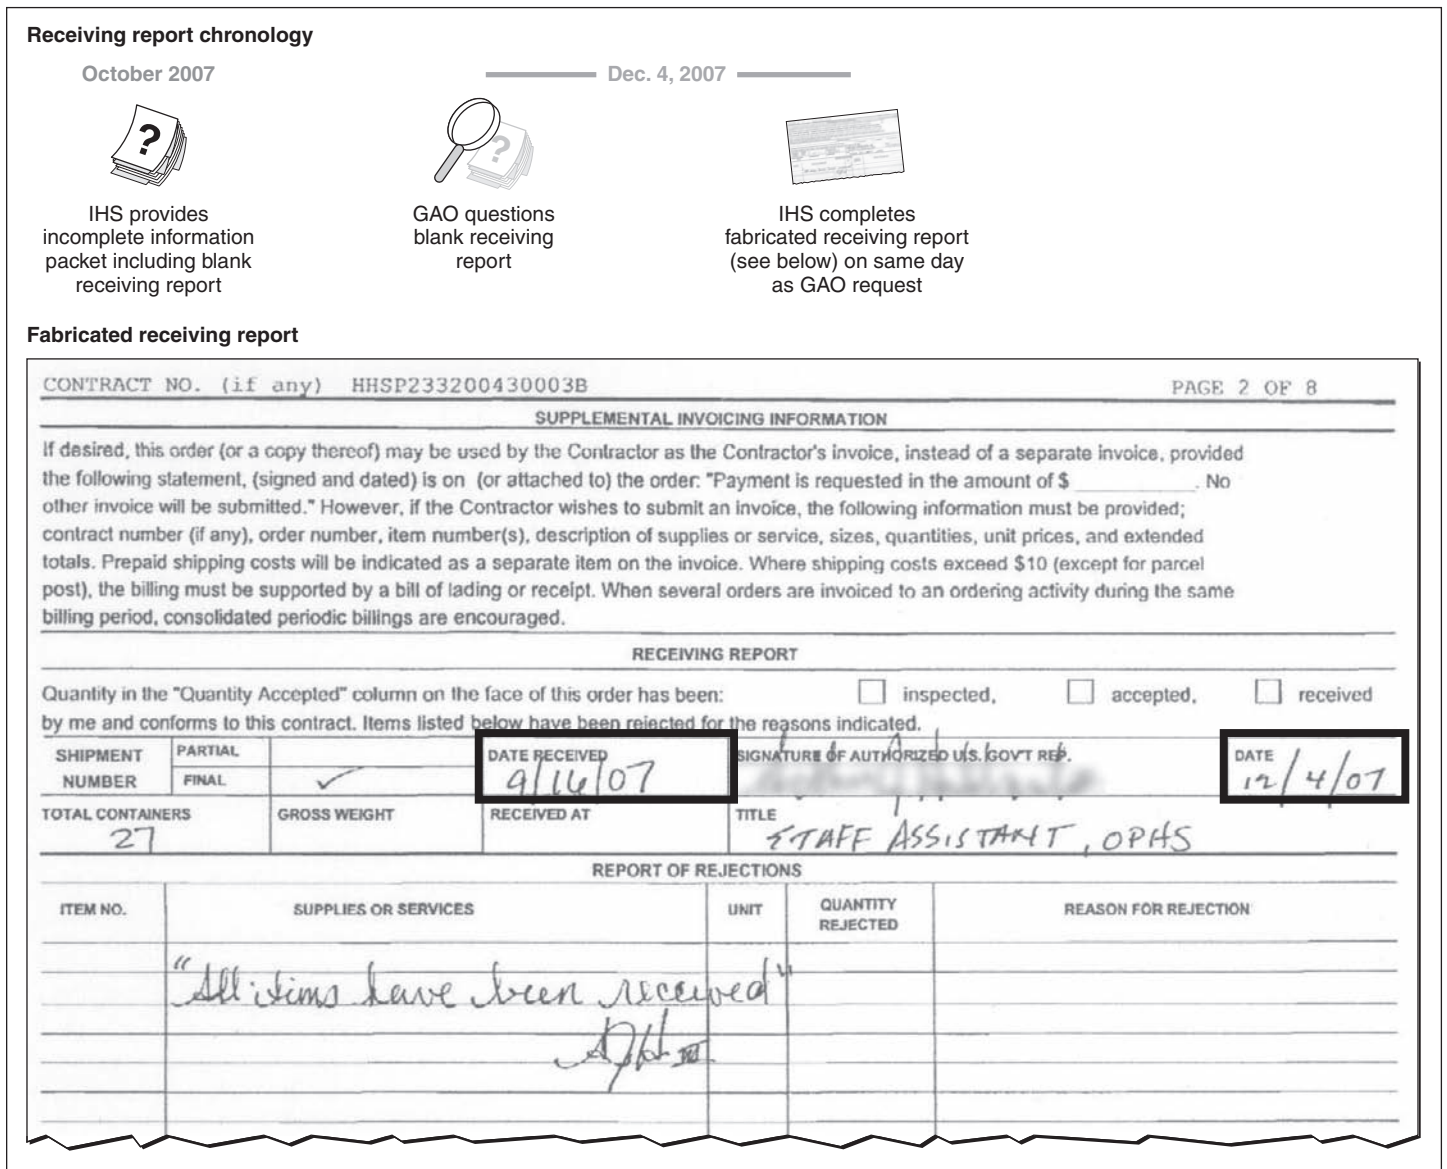 Receiving report chronology
October 2007
Dec. 4, 2007
?
?
IHS provides
incomplete information
packet including blank
receiving report
GAO questions
blank receiving
report
IHS completes
fabricated receiving report
(see below) on same day
as GAO request
Fabricated receiving report
CONTRACT NO. (if any) HHSP233200430003B PAGE 2 OF 8
SUPPLEMENTAL INVOICING INFORMATION
If desired, this order (or a copy thereof) may be used by the Contractor as the Contractor's invoice, instead of a separate invoice, provided
the following statement, (signed and dated) is on (or attached to) the order: "Payment is requested in the amount of $ __________. No
other invoice will be submitted." However, if the Contractor wishes to submit an invoice, the following information must be provided;
contract number (if any), order number, item number(s), description of supplies or service, sizes, quantities, unit prices, and extended
totals. Prepaid shipping costs will be indicated as a separate item on the invoice. Where shipping costs exceed $10 (except for parcel
post), the billing must be supported by a bill of lading or receipt. When several orders are invoiced to an ordering activity during the same
billing period, consolidated periodic billings are encouraged.
RECEIVING REPORT
Quantity in the "Quantity Accepted" column on the face of this order has been: inspected, accepted, received
by me and conforms to this contract. Items listed below have been rejected for the reasons indicated.
SHIPMENT
NUMBER
PARTIAL
FINAL ✓
DATE RECEIVED
9/16/07
SIGNATURE OF AUTHORIZED U.S. GOV'T REP.
DATE
12/4/07
TOTAL CONTAINERS
27
GROSS WEIGHT
RECEIVED AT
TITLE
STAFF ASSISTANT, OPHS
REPORT OF REJECTIONS
ITEM NO.
SUPPLIES OR SERVICES
UNIT
QUANTITY
REJECTED
REASON FOR REJECTION
"All items have been received"